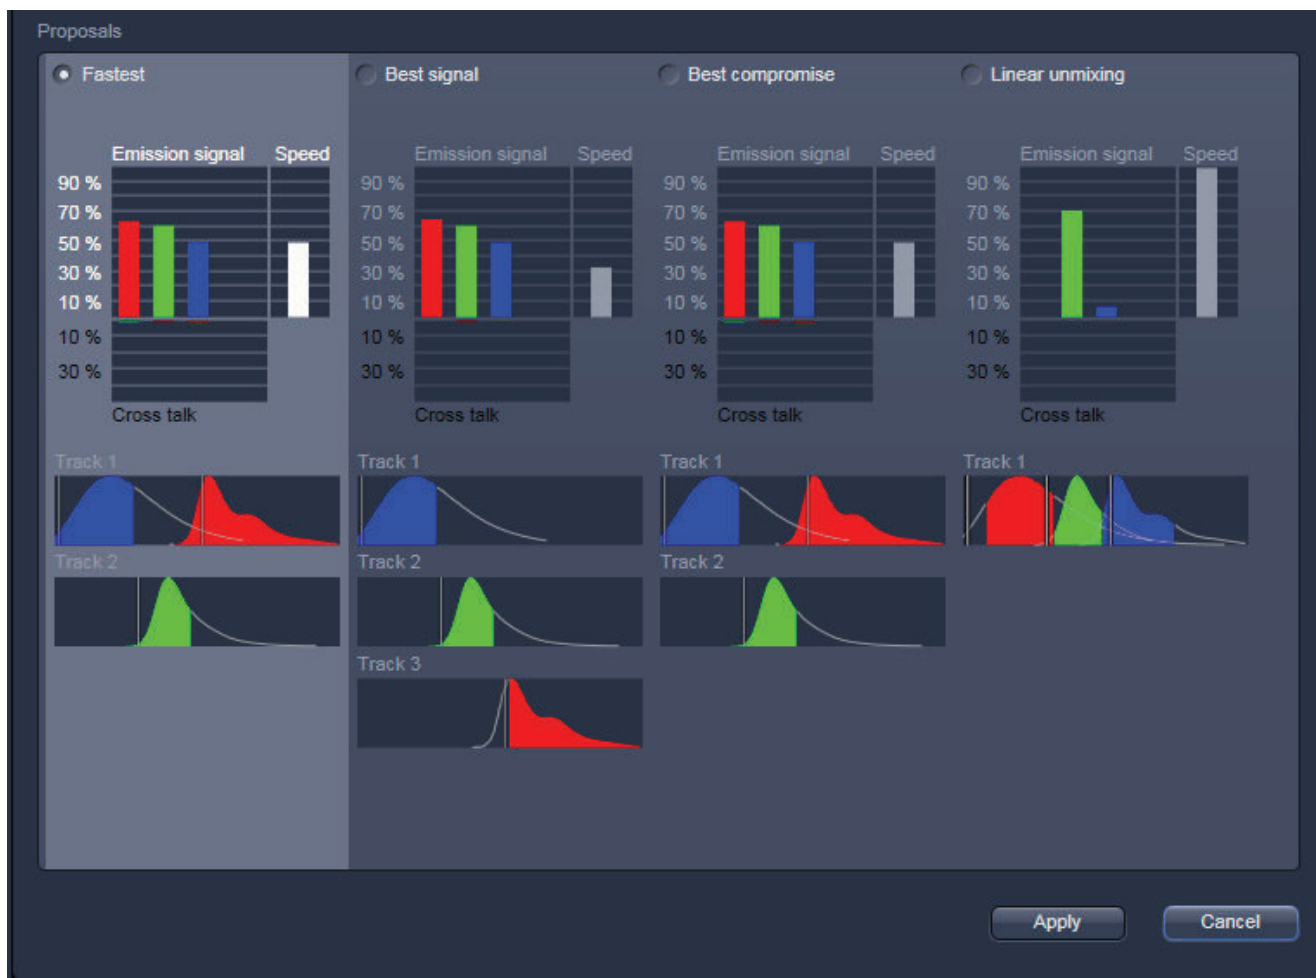 Proposals
Fastest
Best signal
Best compromise
Linear unmixing
Emission signal Speed
90 %
70 %
50 %
30 %
10 %
10 %
30 %
Cross talk
Track 1
Track 2
Emission signal Speed
90 %
70 %
50 %
30 %
10 %
10 %
30 %
Cross talk
Track 1
Track 2
Track 3
Emission signal Speed
90 %
70 %
50 %
30 %
10 %
10 %
30 %
Cross talk
Track 1
Track 2
Emission signal Speed
90 %
70 %
50 %
30 %
10 %
10 %
30 %
Cross talk
Track 1
Apply
Cancel